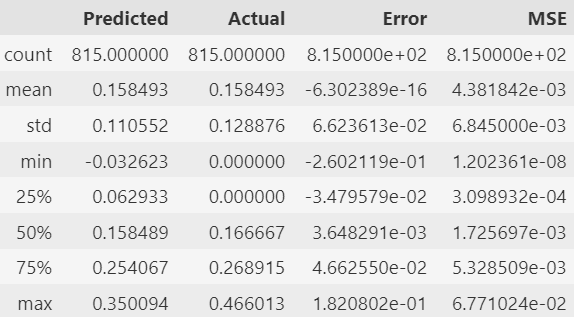 Predicted Actual Error MSE
count 815.000000 815.000000 8.150000e+02 8.150000e+02
mean 0.158493 0.158493 -6.302389e-16 4.381842e-03
std 0.110552 0.128876 6.623613e-02 6.845000e-03
min -0.032623 0.000000 -2.602119e-01 1.202361e-08
25% 0.062933 0.000000 -3.479579e-02 3.098932e-04
50% 0.158489 0.166667 3.648291e-03 1.725697e-03
75% 0.254067 0.268915 4.662550e-02 5.328509e-03
max 0.350094 0.466013 1.820802e-01 6.771024e-02